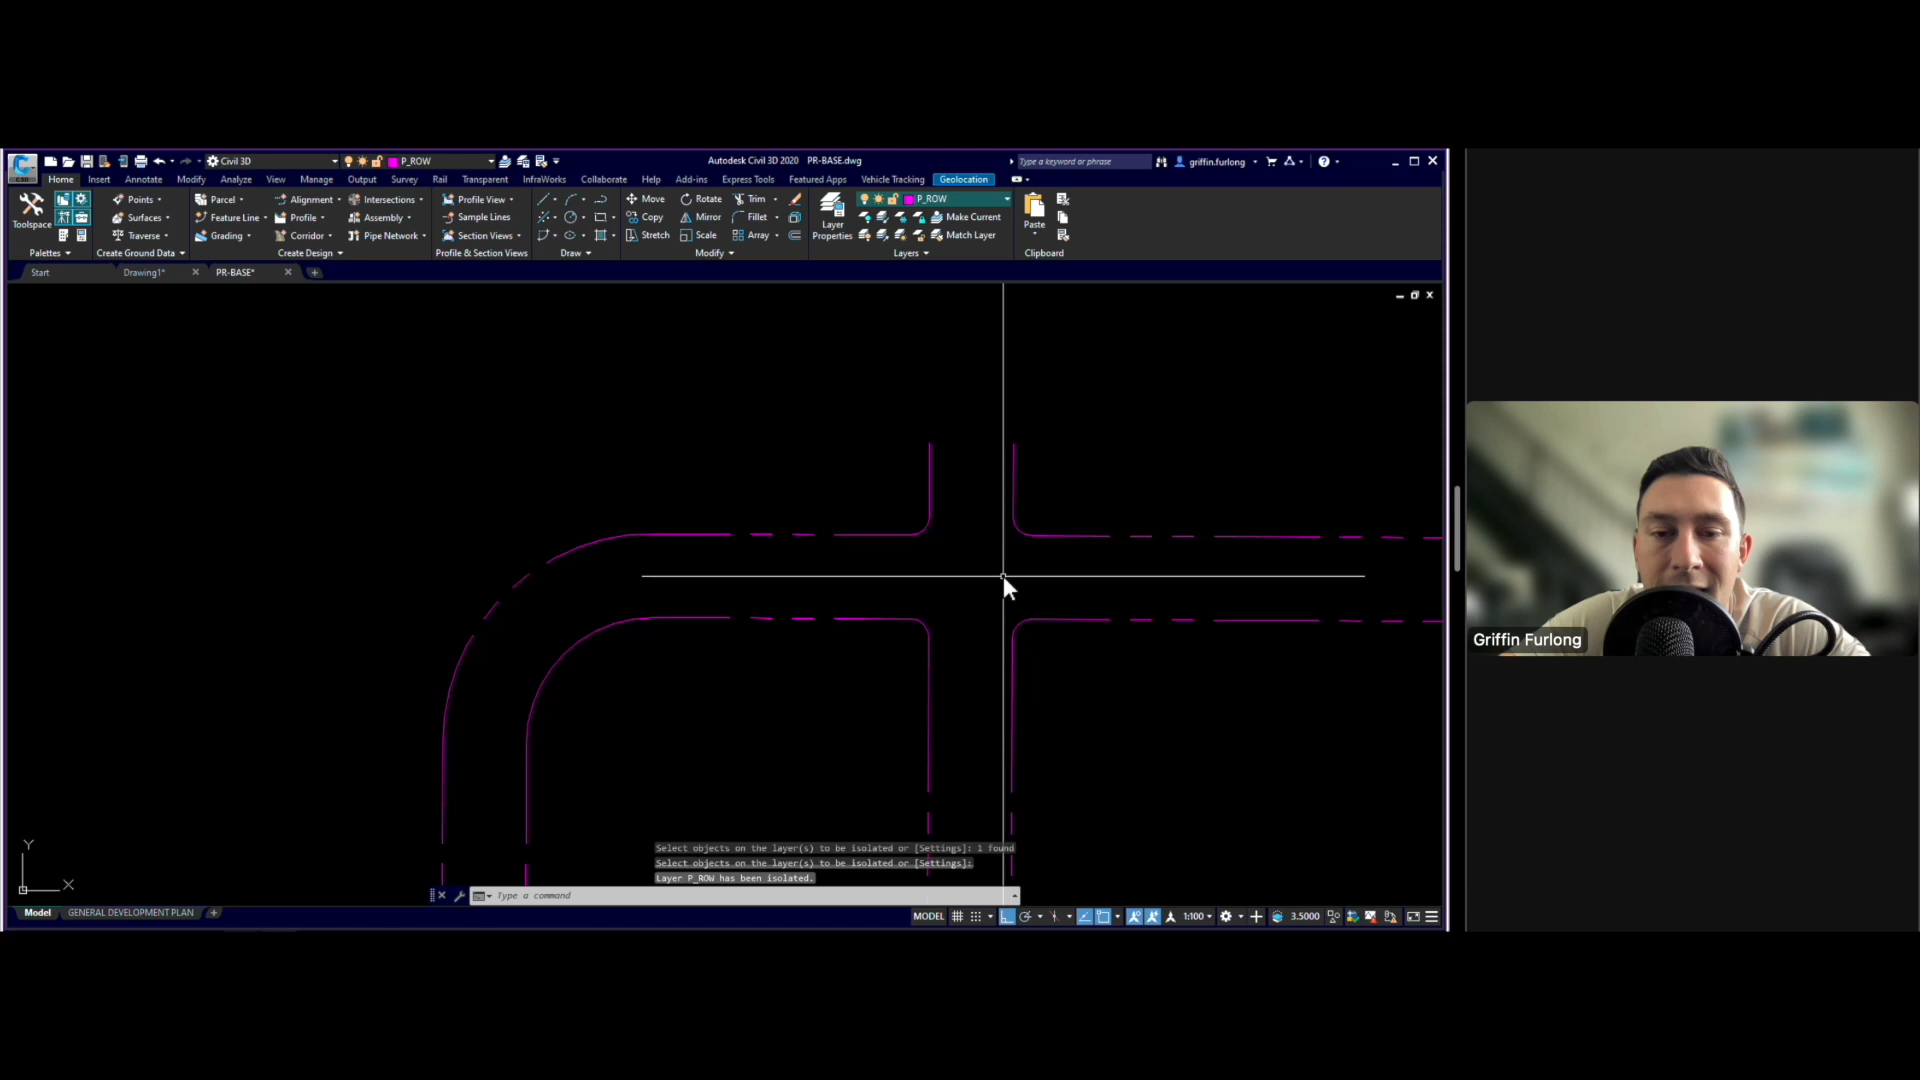 Civil 3D
P_ROW
Autodesk Civil 3D 2020 PR-BASE.dwg
Type a keyword or phrase
griffin.furlong
C3D
Home Insert Annotate Modify Analyze View Manage Output Survey Rail Transparent InfraWorks Collaborate Help Add-ins Express Tools Featured Apps Vehicle Tracking Geolocation
Toolspace
Palettes
Points
Surfaces
Traverse
Create Ground Data
Parcel
Feature Line
Grading
Alignment
Profile
Corridor
Intersections
Assembly
Pipe Network
Create Design
Profile View
Sample Lines
Section Views
Profile & Section Views
Draw
Move
Copy
Stretch
Rotate
Mirror
Scale
Trim
Fillet
Array
Modify
Layer
Properties
P_ROW
Make Current
Match Layer
Layers
Paste
Clipboard
Start
Drawing1*
PR-BASE*
Y
X
Select objects on the layer(s) to be isolated or [Settings]: 1 found
Select objects on the layer(s) to be isolated or [Settings]:
Layer P_ROW has been isolated.
Type a command
Model
GENERAL DEVELOPMENT PLAN
MODEL
1:100
3.5000
Griffin Furlong